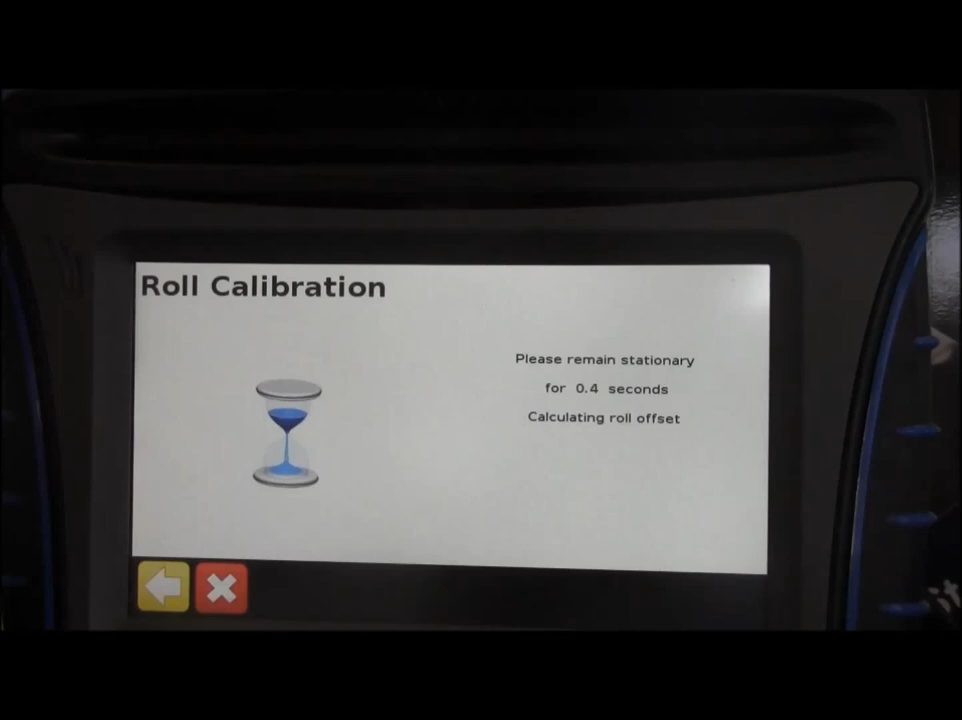 Roll Calibration
Please remain stationary
for 0.4 seconds
Calculating roll offset